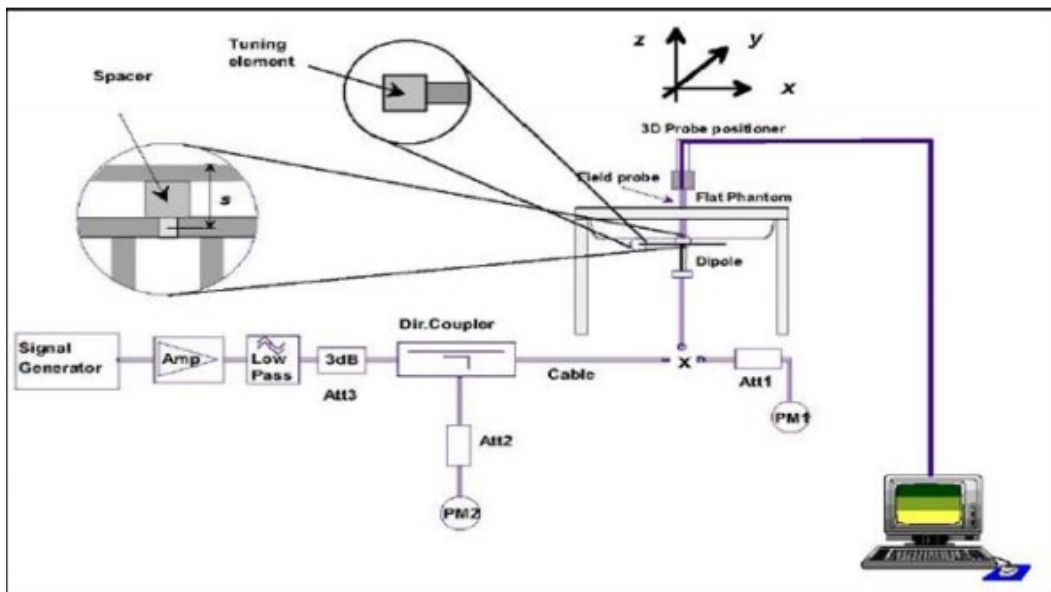 Tuning
element
Spacer
s
z
y
x
3D Probe positioner
Field probe
Flat Phantom
Dipole
Signal
Generator
Amp
Low
Pass
3dB
Att3
Dir.Coupler
Cable
x
Att1
PM1
Att2
PM2